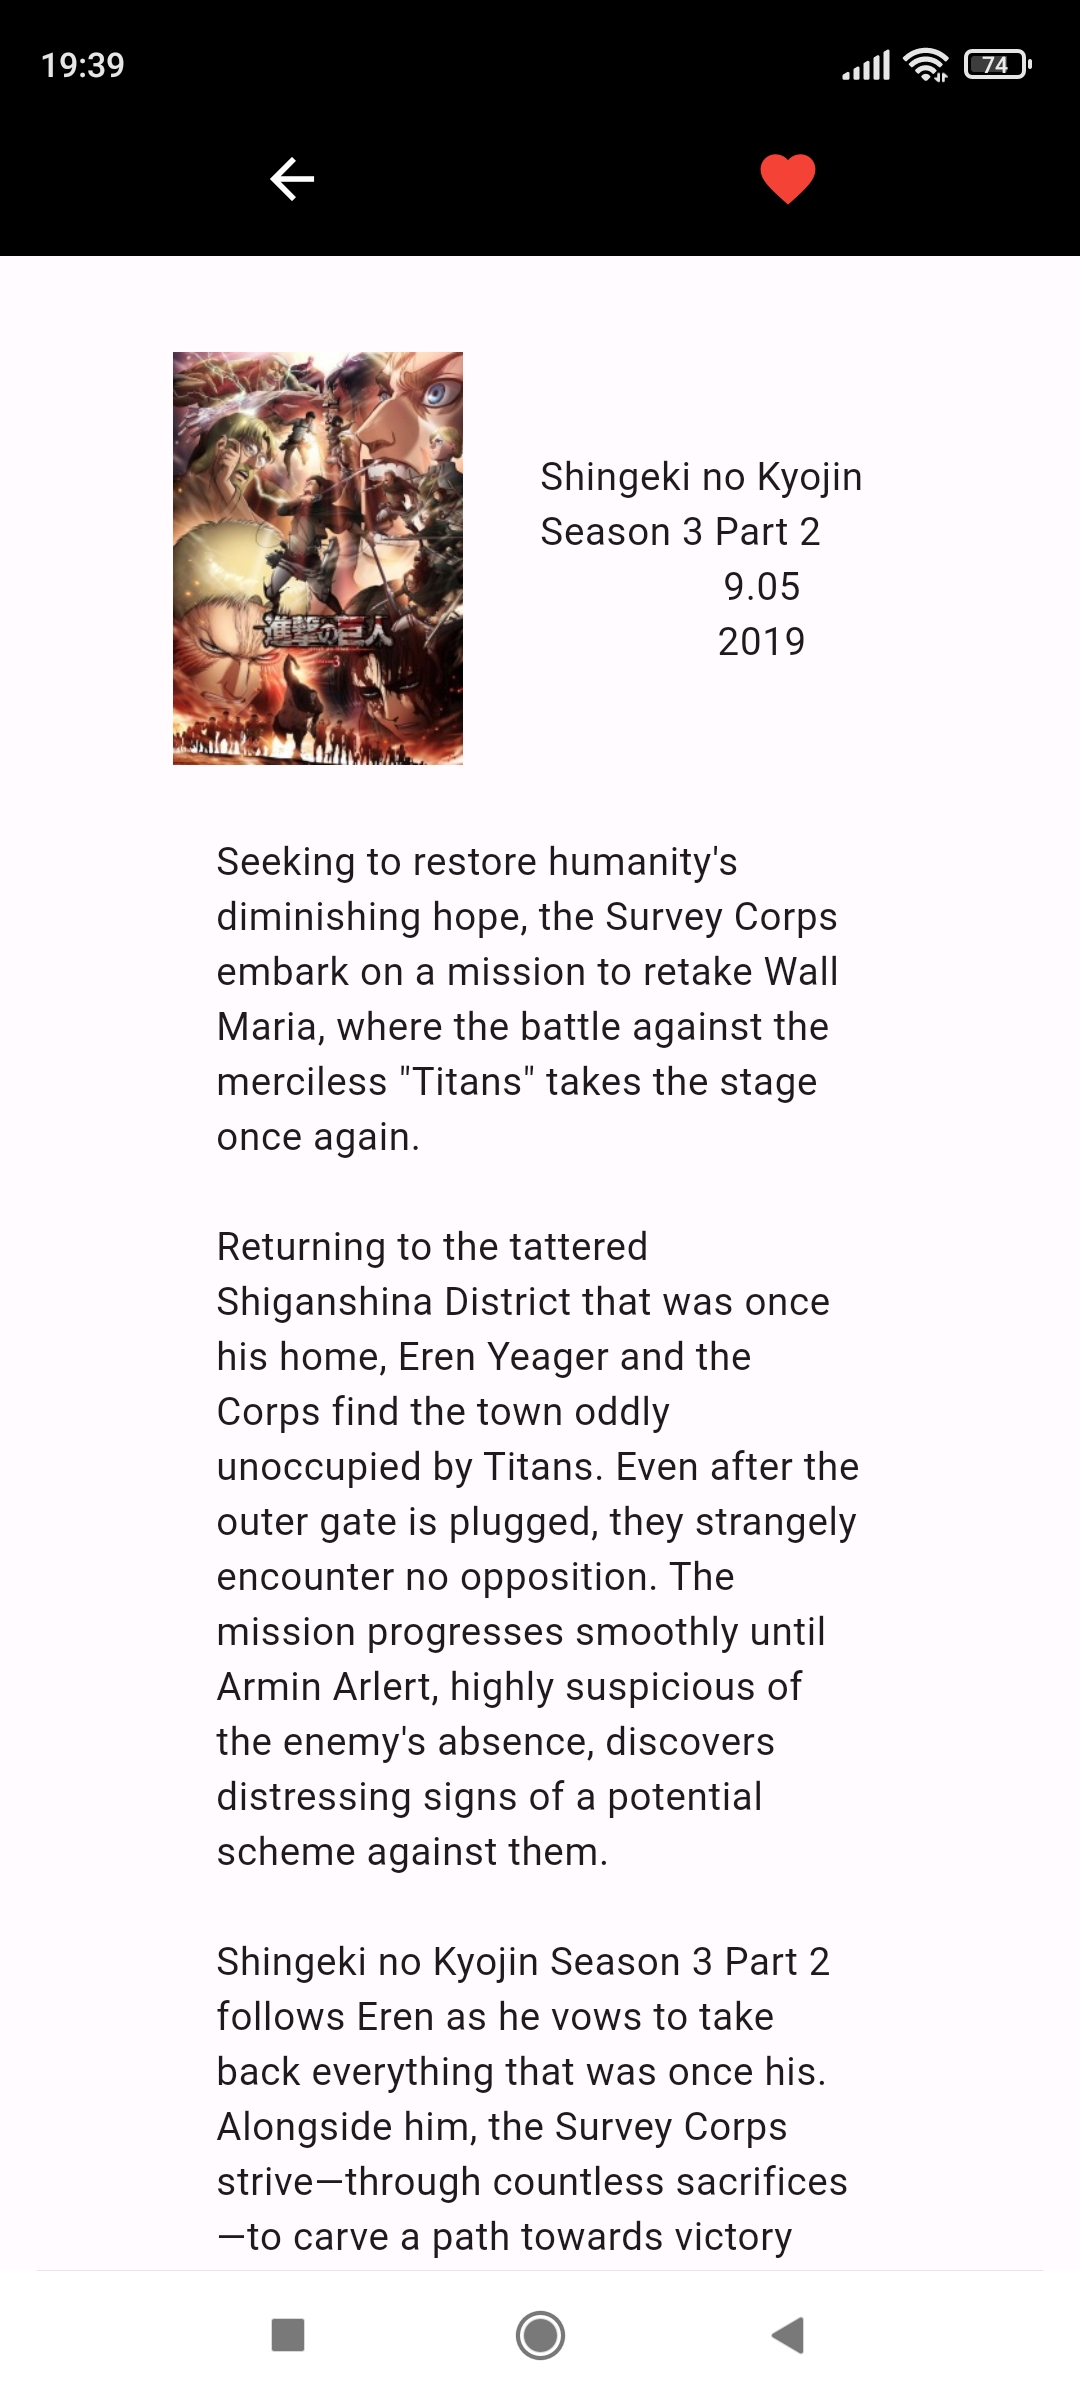 19:39
74
進撃の巨人
3
Shingeki no Kyojin
Season 3 Part 2
9.05
2019
Seeking to restore humanity's
diminishing hope, the Survey Corps
embark on a mission to retake Wall
Maria, where the battle against the
merciless "Titans" takes the stage
once again.
Returning to the tattered
Shiganshina District that was once
his home, Eren Yeager and the
Corps find the town oddly
unoccupied by Titans. Even after the
outer gate is plugged, they strangely
encounter no opposition. The
mission progresses smoothly until
Armin Arlert, highly suspicious of
the enemy's absence, discovers
distressing signs of a potential
scheme against them.
Shingeki no Kyojin Season 3 Part 2
follows Eren as he vows to take
back everything that was once his.
Alongside him, the Survey Corps
strive—through countless sacrifices
—to carve a path towards victory